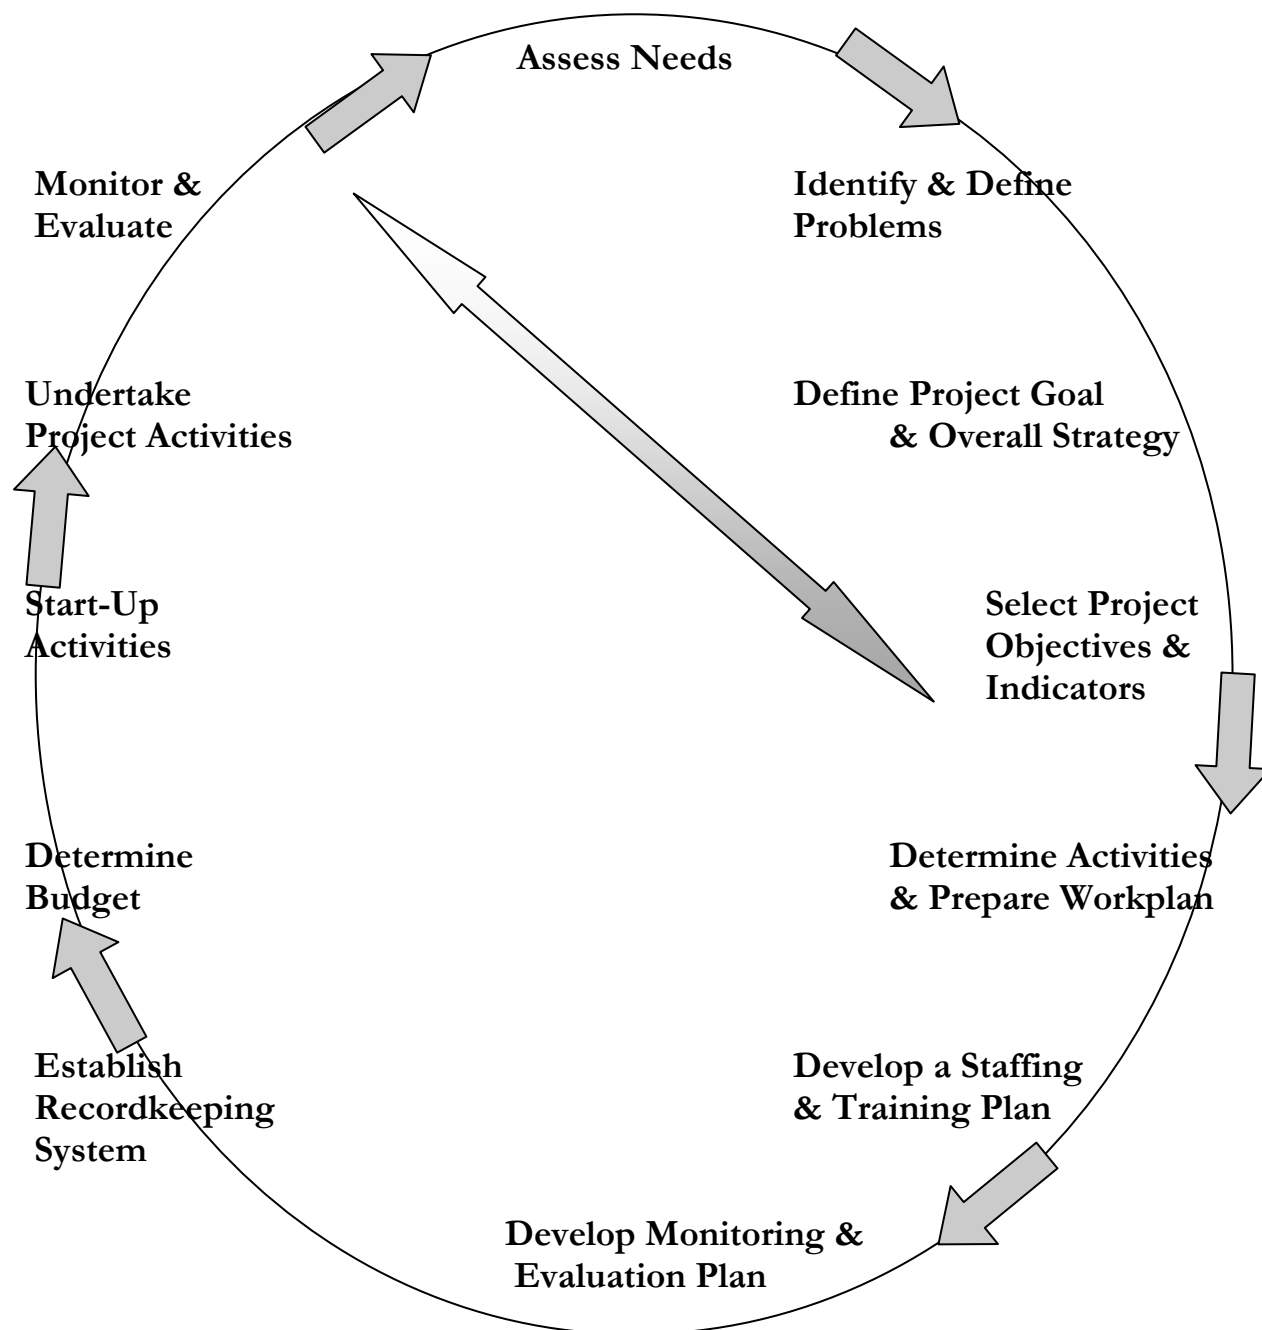 Assess Needs
Identify & Define
Problems
Define Project Goal
& Overall Strategy
Select Project
Objectives &
Indicators
Determine Activities
& Prepare Workplan
Develop a Staffing
& Training Plan
Develop Monitoring &
Evaluation Plan
Establish
Recordkeeping
System
Determine
Budget
Start-Up
Activities
Undertake
Project Activities
Monitor &
Evaluate